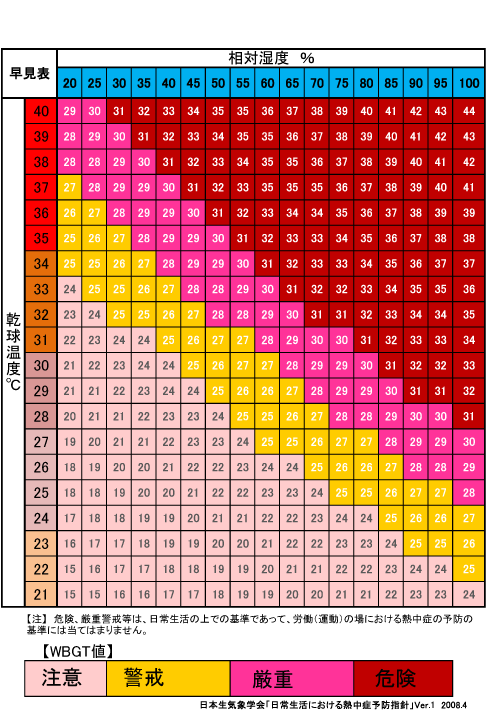 相対湿度 %
早見表
20 25 30 35 40 45 50 55 60 65 70 75 80 85 90 95 100
乾球温度℃
40 29 30 31 32 33 34 35 35 36 37 38 39 40 41 42 43 44
39 28 29 30 31 32 33 34 35 35 36 37 38 39 40 41 42 43
38 28 28 29 30 31 32 33 34 35 35 36 37 38 39 40 41 42
37 27 28 29 29 30 31 32 33 35 35 35 36 37 38 39 40 41
36 26 27 28 29 29 30 31 32 33 34 34 35 36 37 38 39 39
35 25 26 27 28 29 29 30 31 32 33 33 34 35 36 37 38 38
34 25 25 26 27 28 29 29 30 31 32 33 33 34 35 36 37 37
33 24 25 25 26 27 28 28 29 30 31 32 32 33 34 35 35 36
32 23 24 25 25 26 27 28 28 29 30 31 31 32 33 34 34 35
31 22 23 24 24 25 26 27 27 28 29 30 30 31 32 33 33 34
30 21 22 23 24 24 25 26 27 27 28 29 29 30 31 32 32 33
29 21 21 22 23 24 24 25 26 26 27 28 29 29 30 31 31 32
28 20 21 21 22 23 23 24 25 25 26 27 28 28 29 30 30 31
27 19 20 21 21 22 23 23 24 25 25 26 27 27 28 29 29 30
26 18 19 20 20 21 22 22 23 24 24 25 26 26 27 28 28 29
25 18 18 19 20 20 21 22 22 23 23 24 25 25 26 27 27 28
24 17 18 18 19 19 20 21 21 22 22 23 24 24 25 26 26 27
23 16 17 17 18 19 19 20 20 21 22 22 23 23 24 25 25 26
22 15 16 17 17 18 18 19 20 20 21 21 22 22 23 24 24 25
21 15 15 16 16 17 17 18 19 19 20 20 21 21 22 23 23 24
【注】 危険、厳重警戒等は、日常生活の上での基準であって、労働(運動)の場における熱中症の予防の
基準には当てはまりません。
【WBGT値】
注意 警戒 厳重 危険
日本生気象学会「日常生活における熱中症予防指針」Ver.1 2008.4